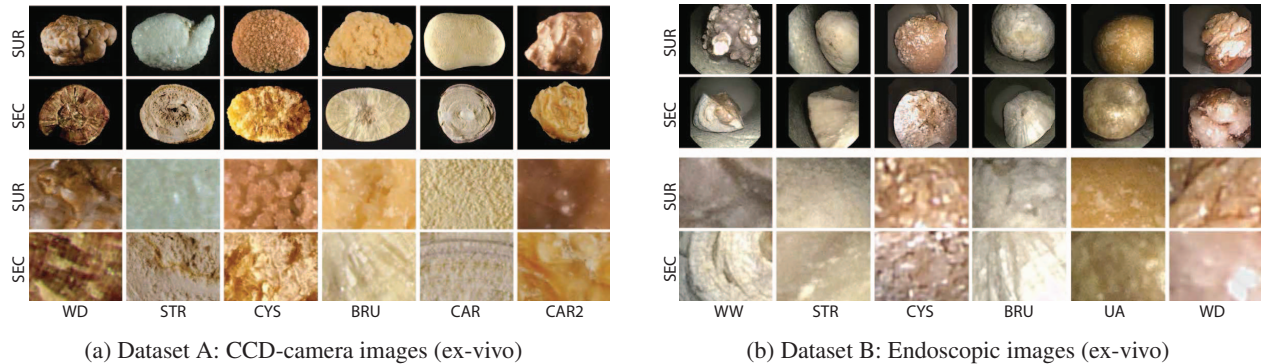 SUR
SUR
SEC
SEC
SUR
SUR
SEC
SEC
WD STR CYS BRU CAR CAR2
WW STR CYS BRU UA WD
(a) Dataset A: CCD-camera images (ex-vivo)
(b) Dataset B: Endoscopic images (ex-vivo)